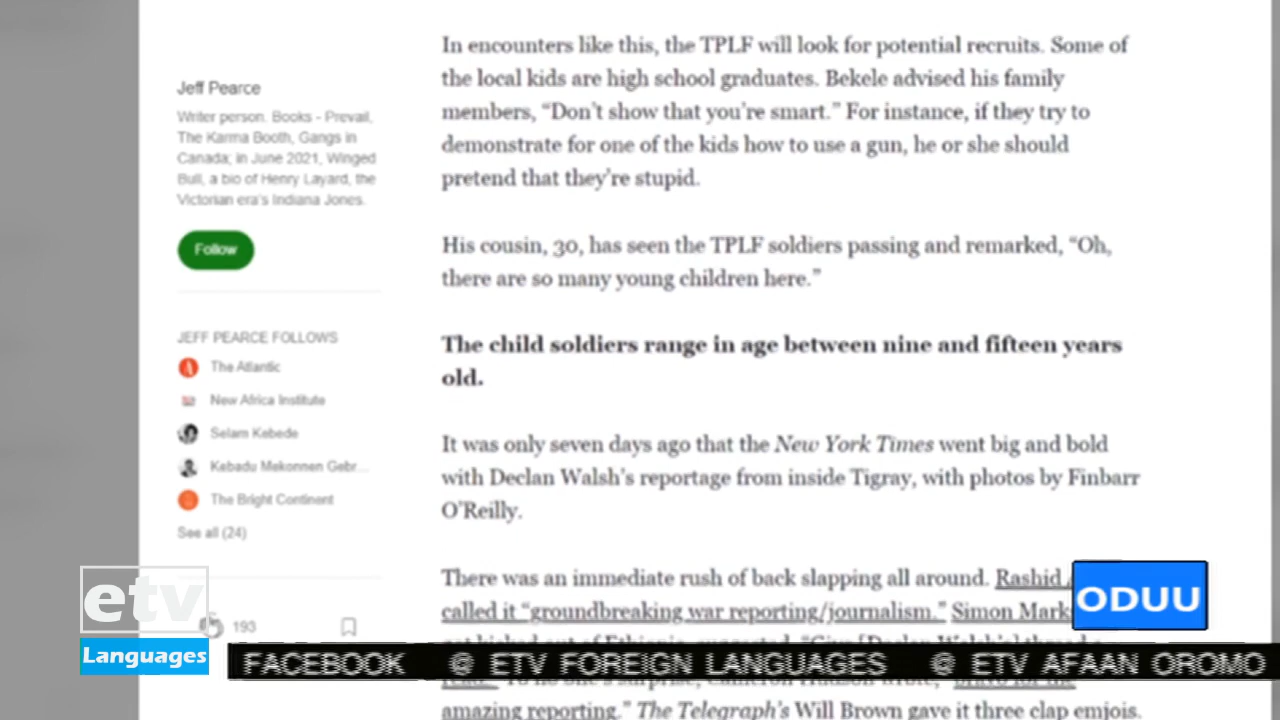 In encounters like this, the TPLF will look for potential recruits. Some of
the local kids are high school graduates. Bekele advised his family
members, “Don’t show that you’re smart.” For instance, if they try to
demonstrate for one of the kids how to use a gun, he or she should
pretend that they’re stupid.
His cousin, 30, has seen the TPLF soldiers passing and remarked, “Oh,
there are so many young children here.”
The child soldiers range in age between nine and fifteen years
old.
It was only seven days ago that the New York Times went big and bold
with Declan Walsh’s reportage from inside Tigray, with photos by Finbarr
O’Reilly.
There was an immediate rush of back slapping all around. Rashid
called it “groundbreaking war reporting/journalism.” Simon
amazing reporting.” The Telegraph’s Will Brown gave it three clap emjois.
Jeff Pearce
Writer person. Books - Prevail,
The Karma Booth, Gangs in
Canada; in June 2021, Winged
Bull, a bio of Henry Layard, the
Victorian era’s Indiana Jones.
Follow
JEFF PEARCE FOLLOWS
The Atlantic
New Africa Institute
Selam Kebede
Kebadu Mekonnen Gebr...
The Bright Continent
See all (24)
193
etv
Languages
ODUU
FACEBOOK @ ETV FOREIGN LANGUAGES @ ETV AFAAN OROMO